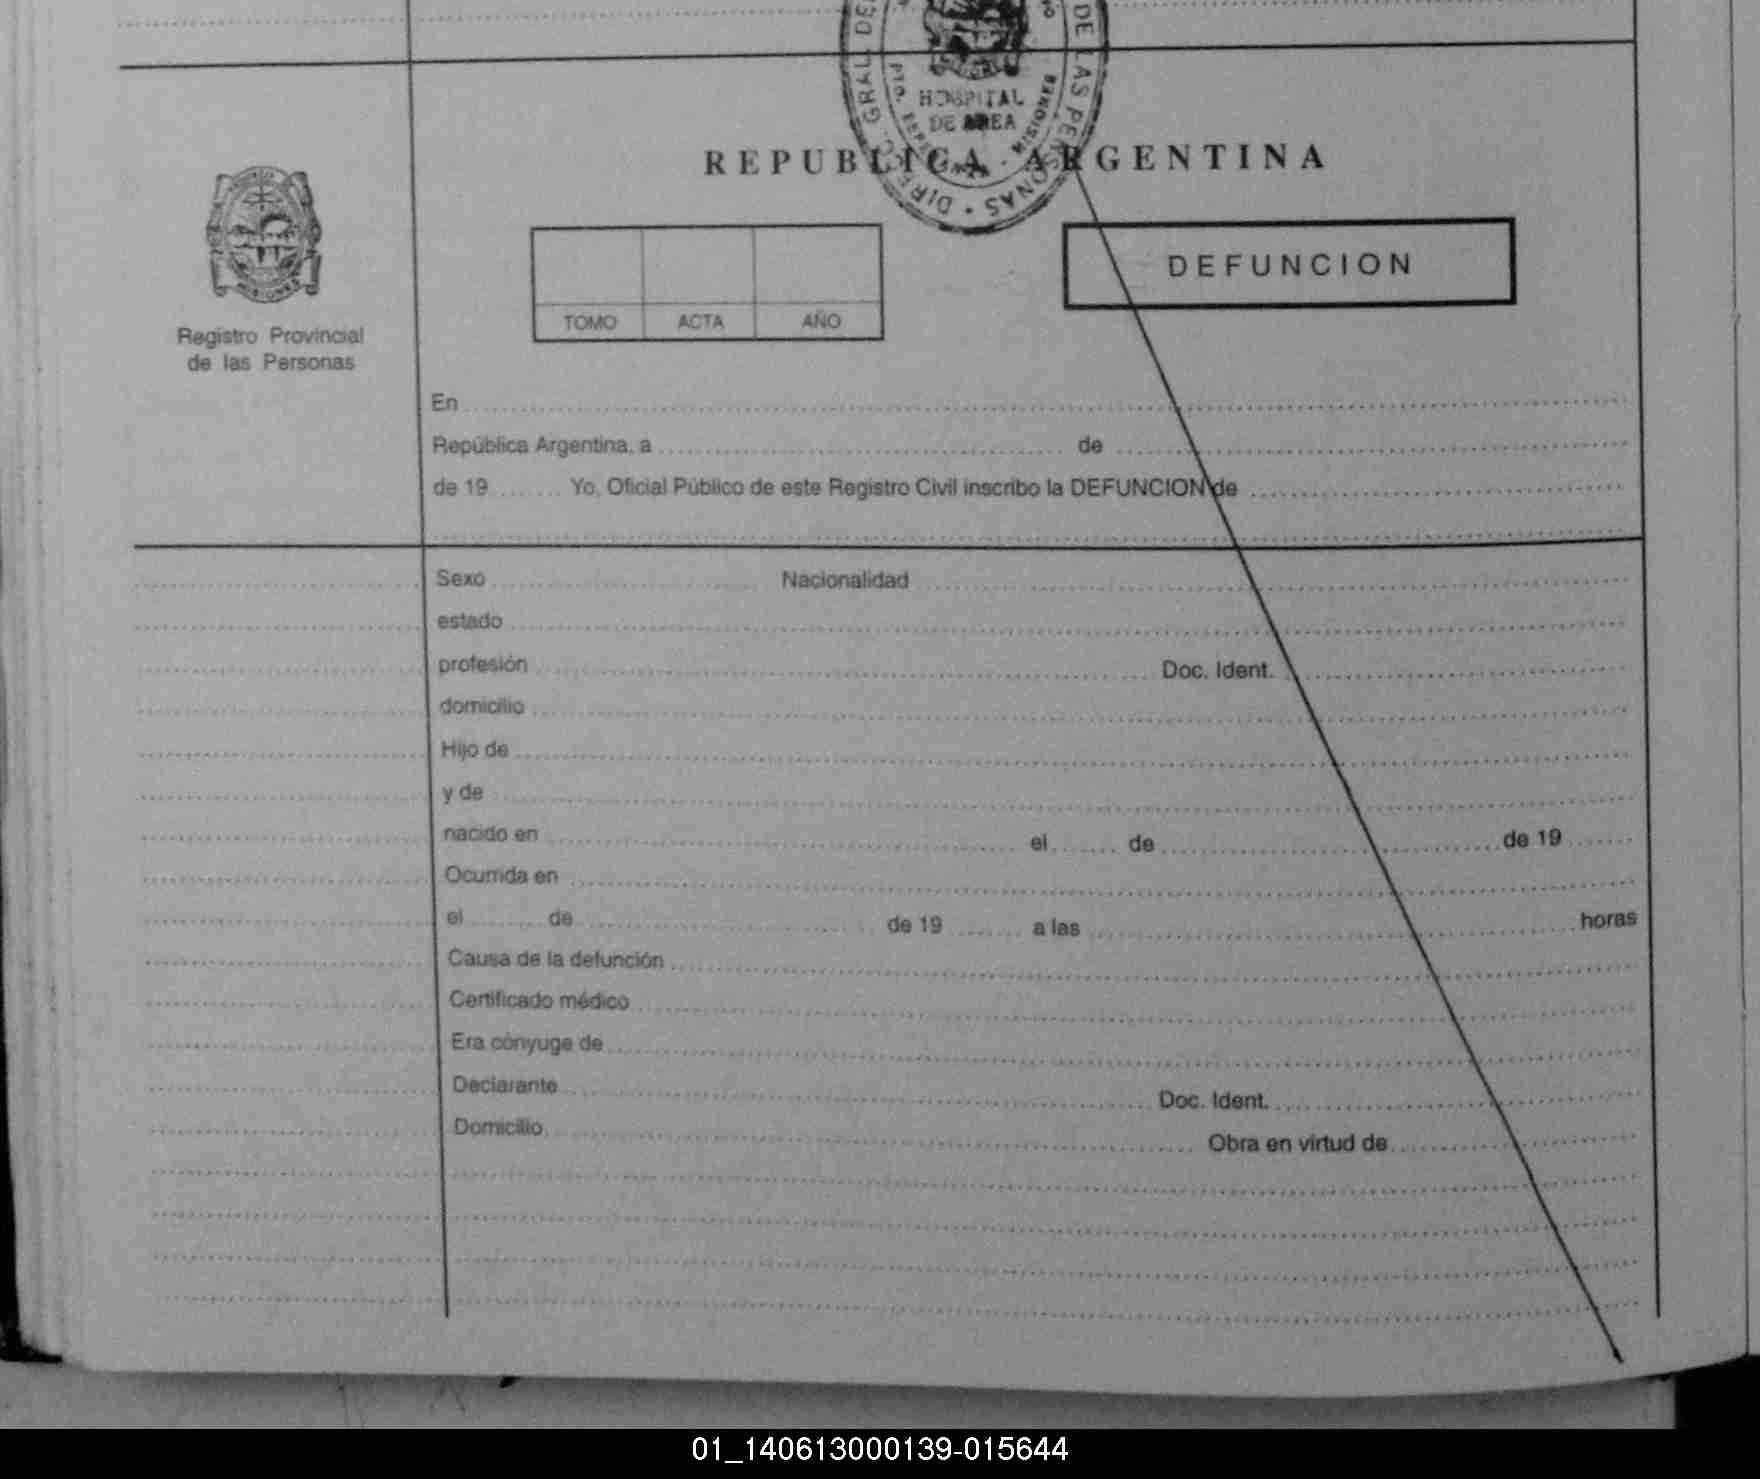 HOSPITAL
DE AREA
REPUBLICA ARGENTINA
MISIONES
Registro Provincial
de las Personas
TOMO ACTA AÑO
DEFUNCION
En
República Argentina, a de
de 19 Yo, Oficial Público de este Registro Civil inscribo la DEFUNCION de
Sexo Nacionalidad
estado
profesión Doc. Ident.
domicilio
Hijo de
y de
nacido en el de de 19
Ocurrida en
el de de 19 a las horas
Causa de la defunción
Certificado médico
Era cónyuge de
Declarante Doc. Ident.
Domicilio Obra en virtud de
01_140613000139-015644